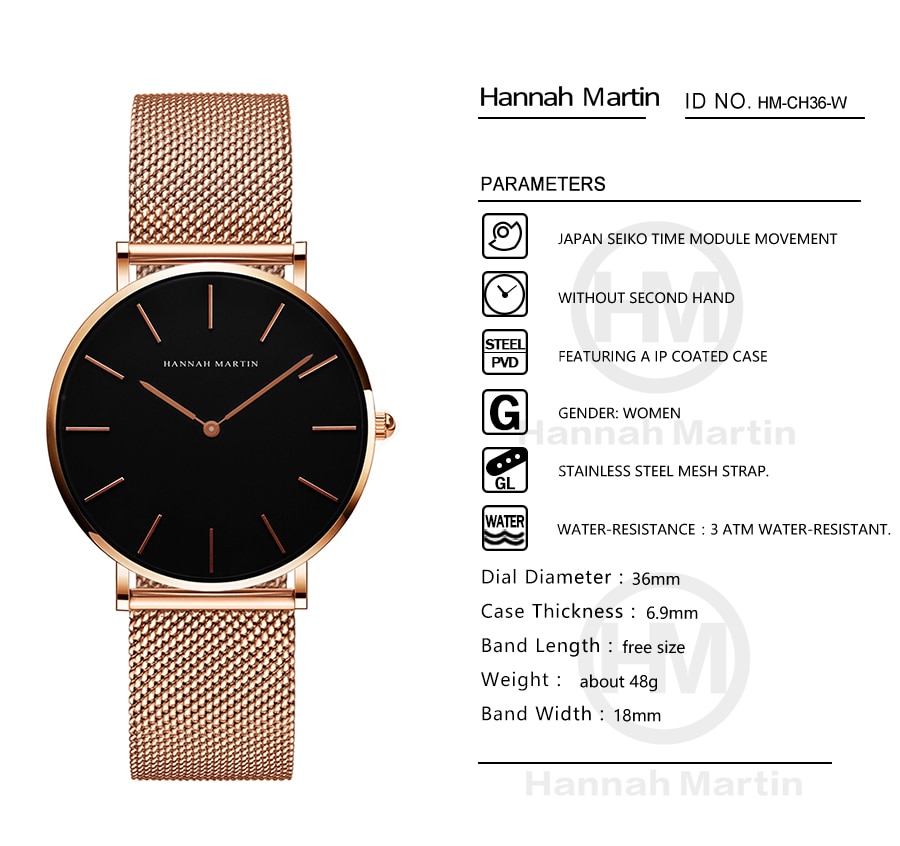 Hannah Martin ID NO. HM-CH36-W
PARAMETERS
JAPAN SEIKO TIME MODULE MOVEMENT
WITHOUT SECOND HAND
STEEL
PVD
FEATURING A IP COATED CASE
G
GENDER: WOMEN
GL
STAINLESS STEEL MESH STRAP.
WATER
WATER-RESISTANCE : 3 ATM WATER-RESISTANT.
Dial Diameter : 36mm
Case Thickness : 6.9mm
Band Length : free size
Weight : about 48g
Band Width : 18mm
HANNAH MARTIN
HM
Hannah Martin
HM
Hannah Martin